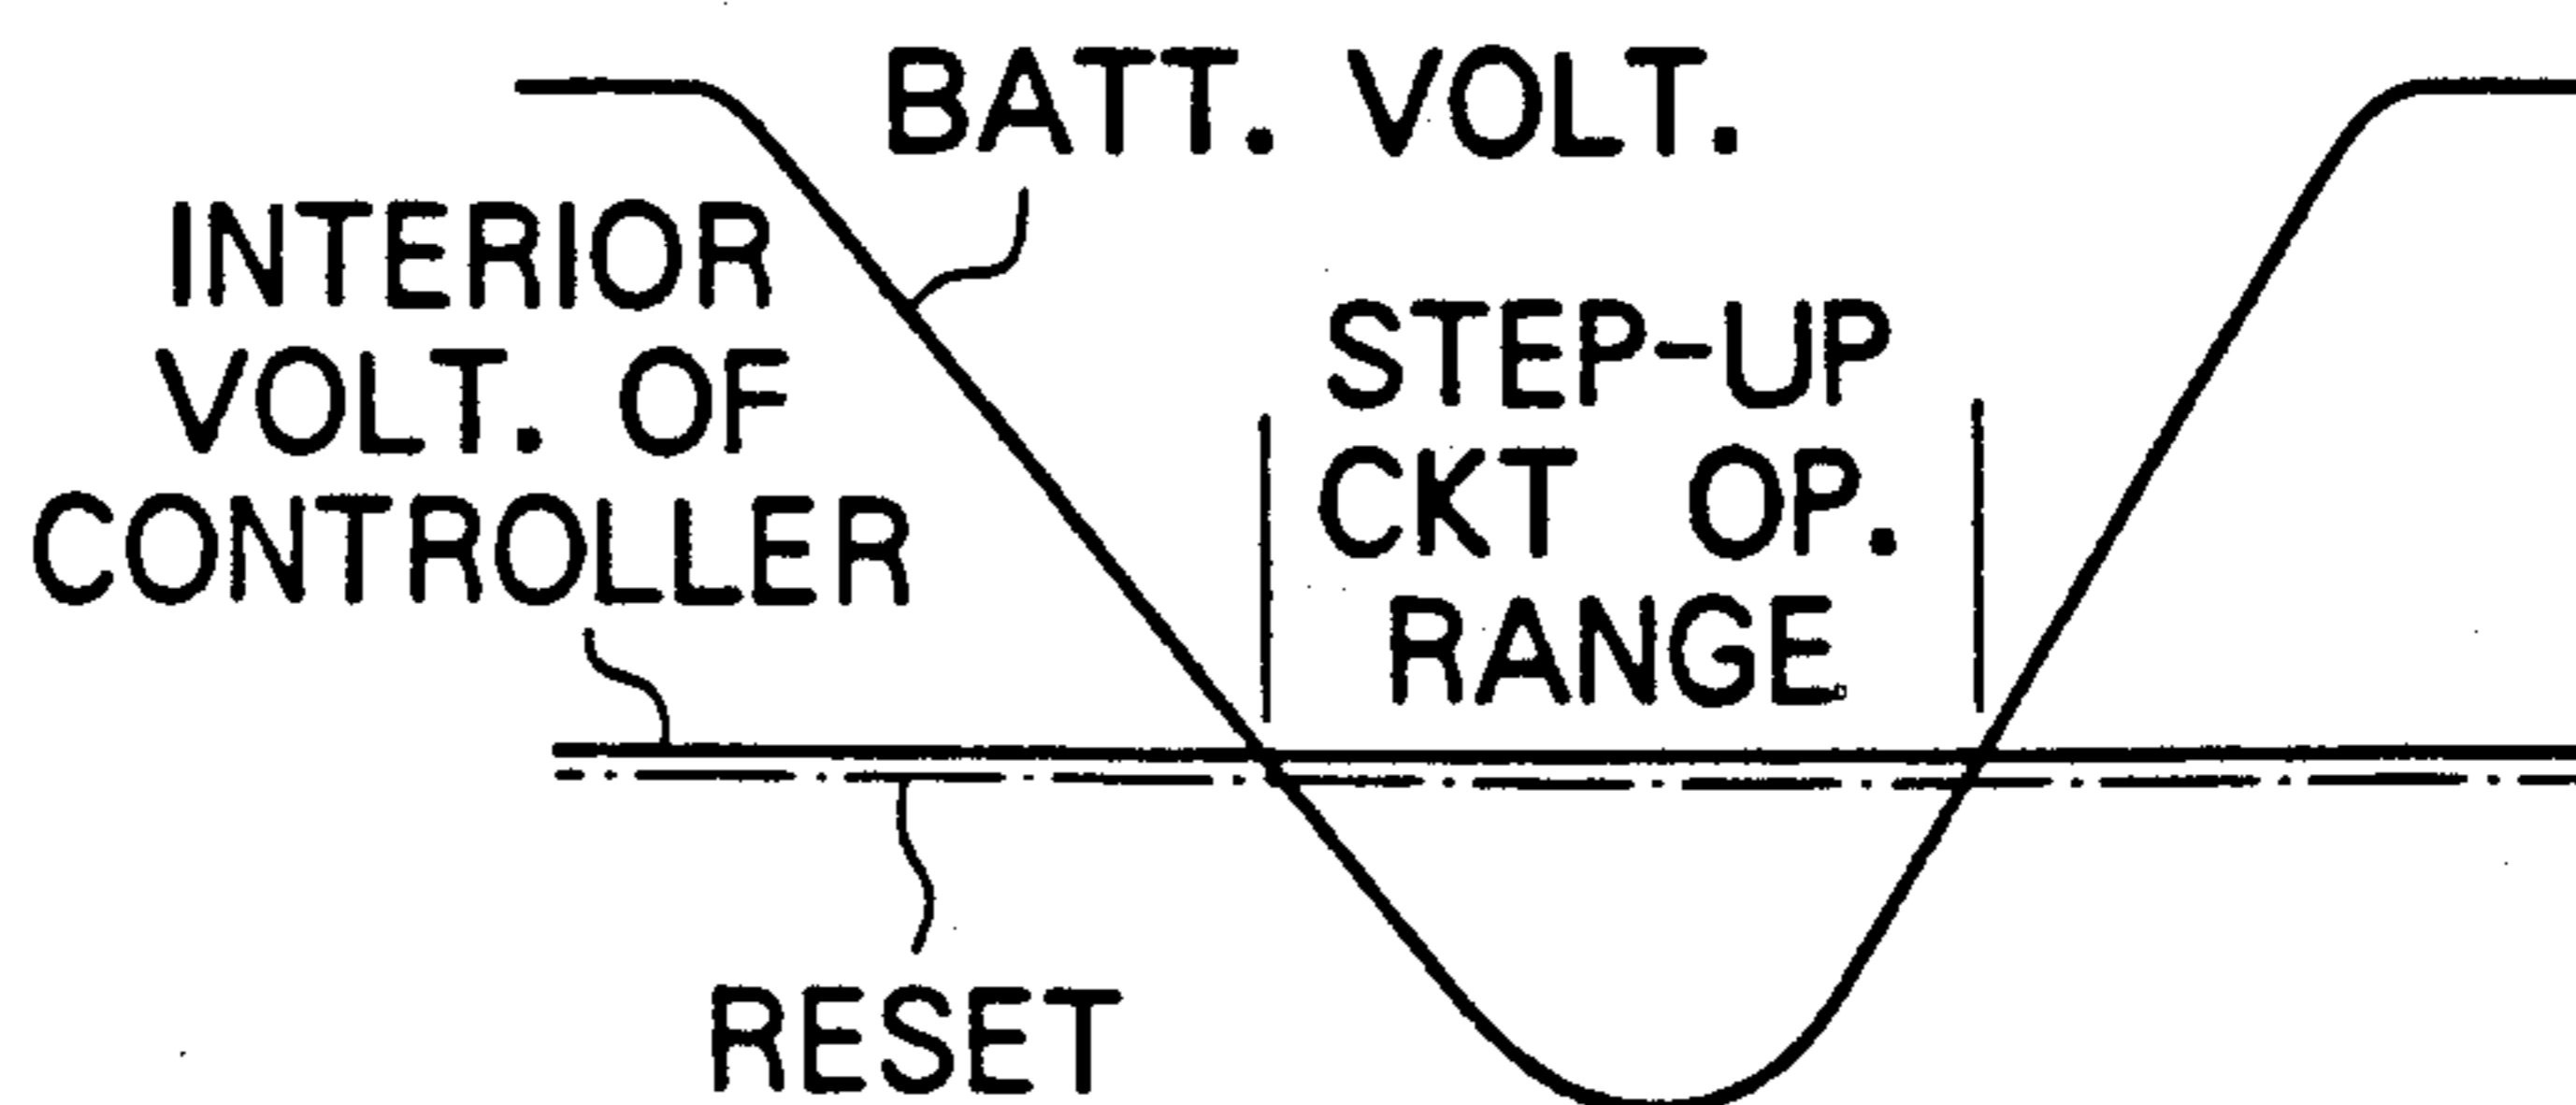 BATT. VOLT.
INTERIOR
VOLT. OF
CONTROLLER
STEP-UP
CKT OP.
RANGE
RESET